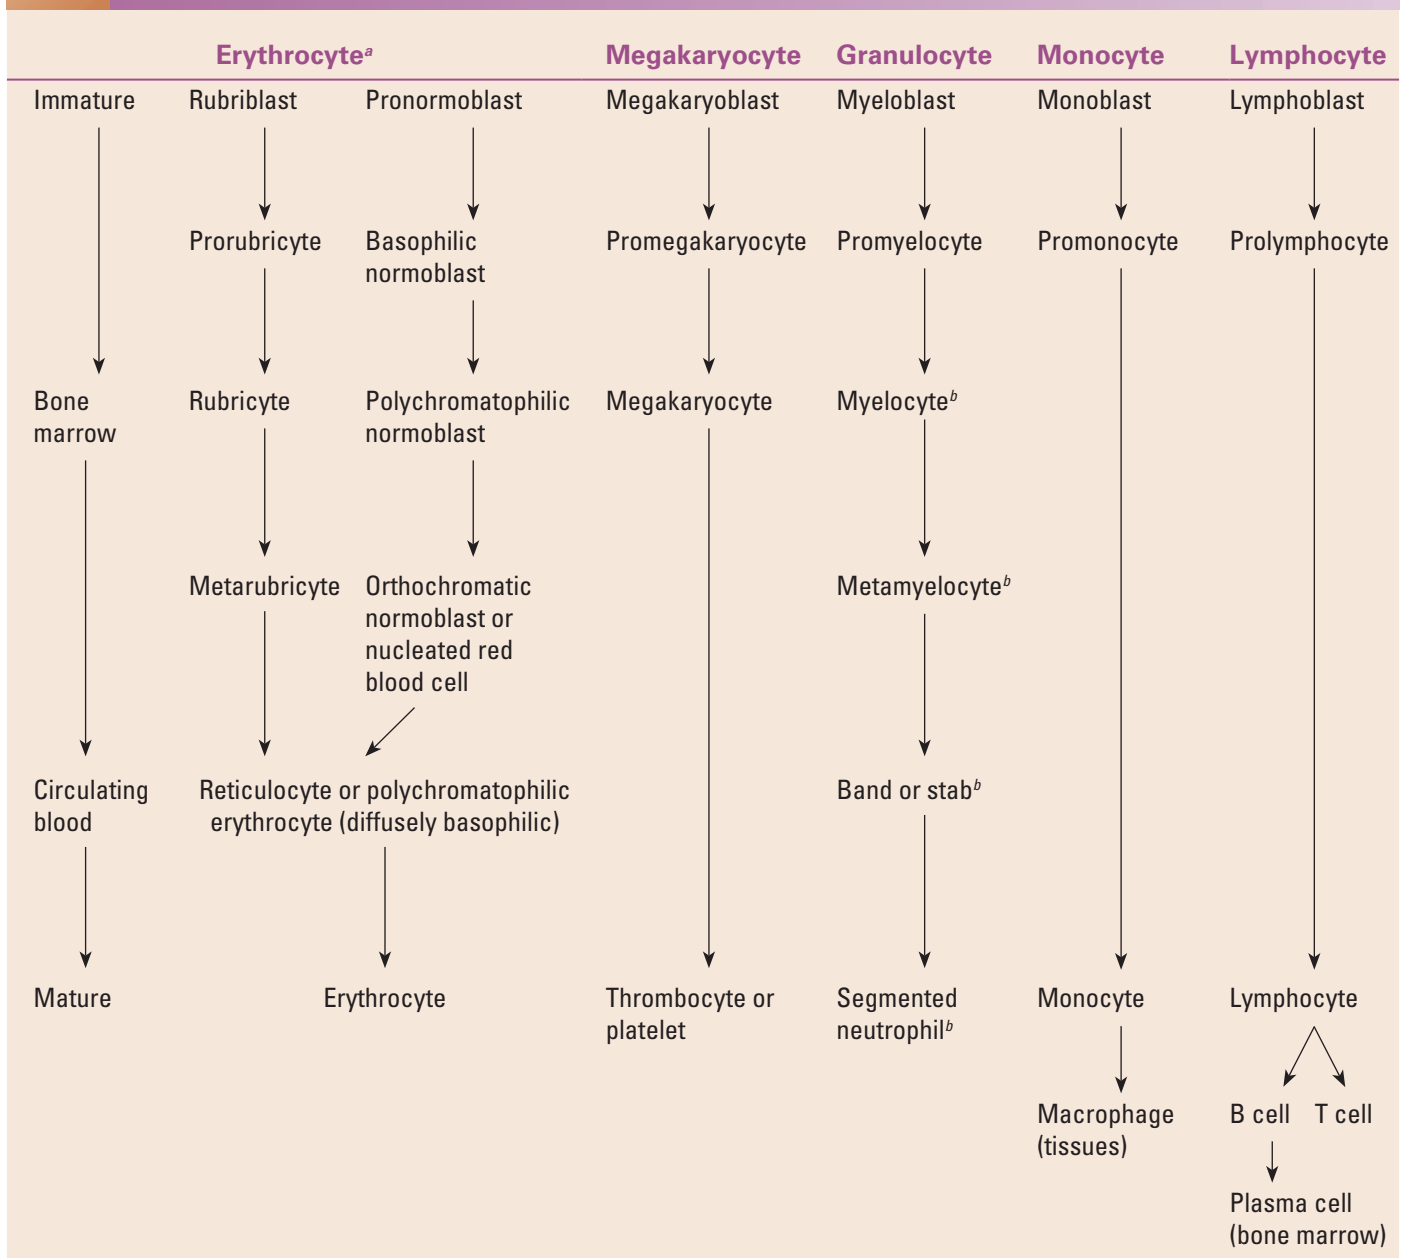 Erythrocyteᵃ Megakaryocyte Granulocyte Monocyte Lymphocyte
Immature Rubriblast Pronormoblast Megakaryoblast Myeloblast Monoblast Lymphoblast
Prorubricyte Basophilic Promegakaryocyte Promyelocyte Promonocyte Prolymphocyte
normoblast
Bone Rubricyte Polychromatophilic Megakaryocyte Myelocyteᵇ
marrow normoblast
Metarubricyte Orthochromatic Metamyelocyteᵇ
normoblast or
nucleated red
blood cell
Circulating Reticulocyte or polychromatophilic Band or stabᵇ
blood erythrocyte (diffusely basophilic)
Mature Erythrocyte Thrombocyte or Segmented Monocyte Lymphocyte
platelet neutrophilᵇ
Macrophage B cell T cell
(tissues)
Plasma cell
(bone marrow)